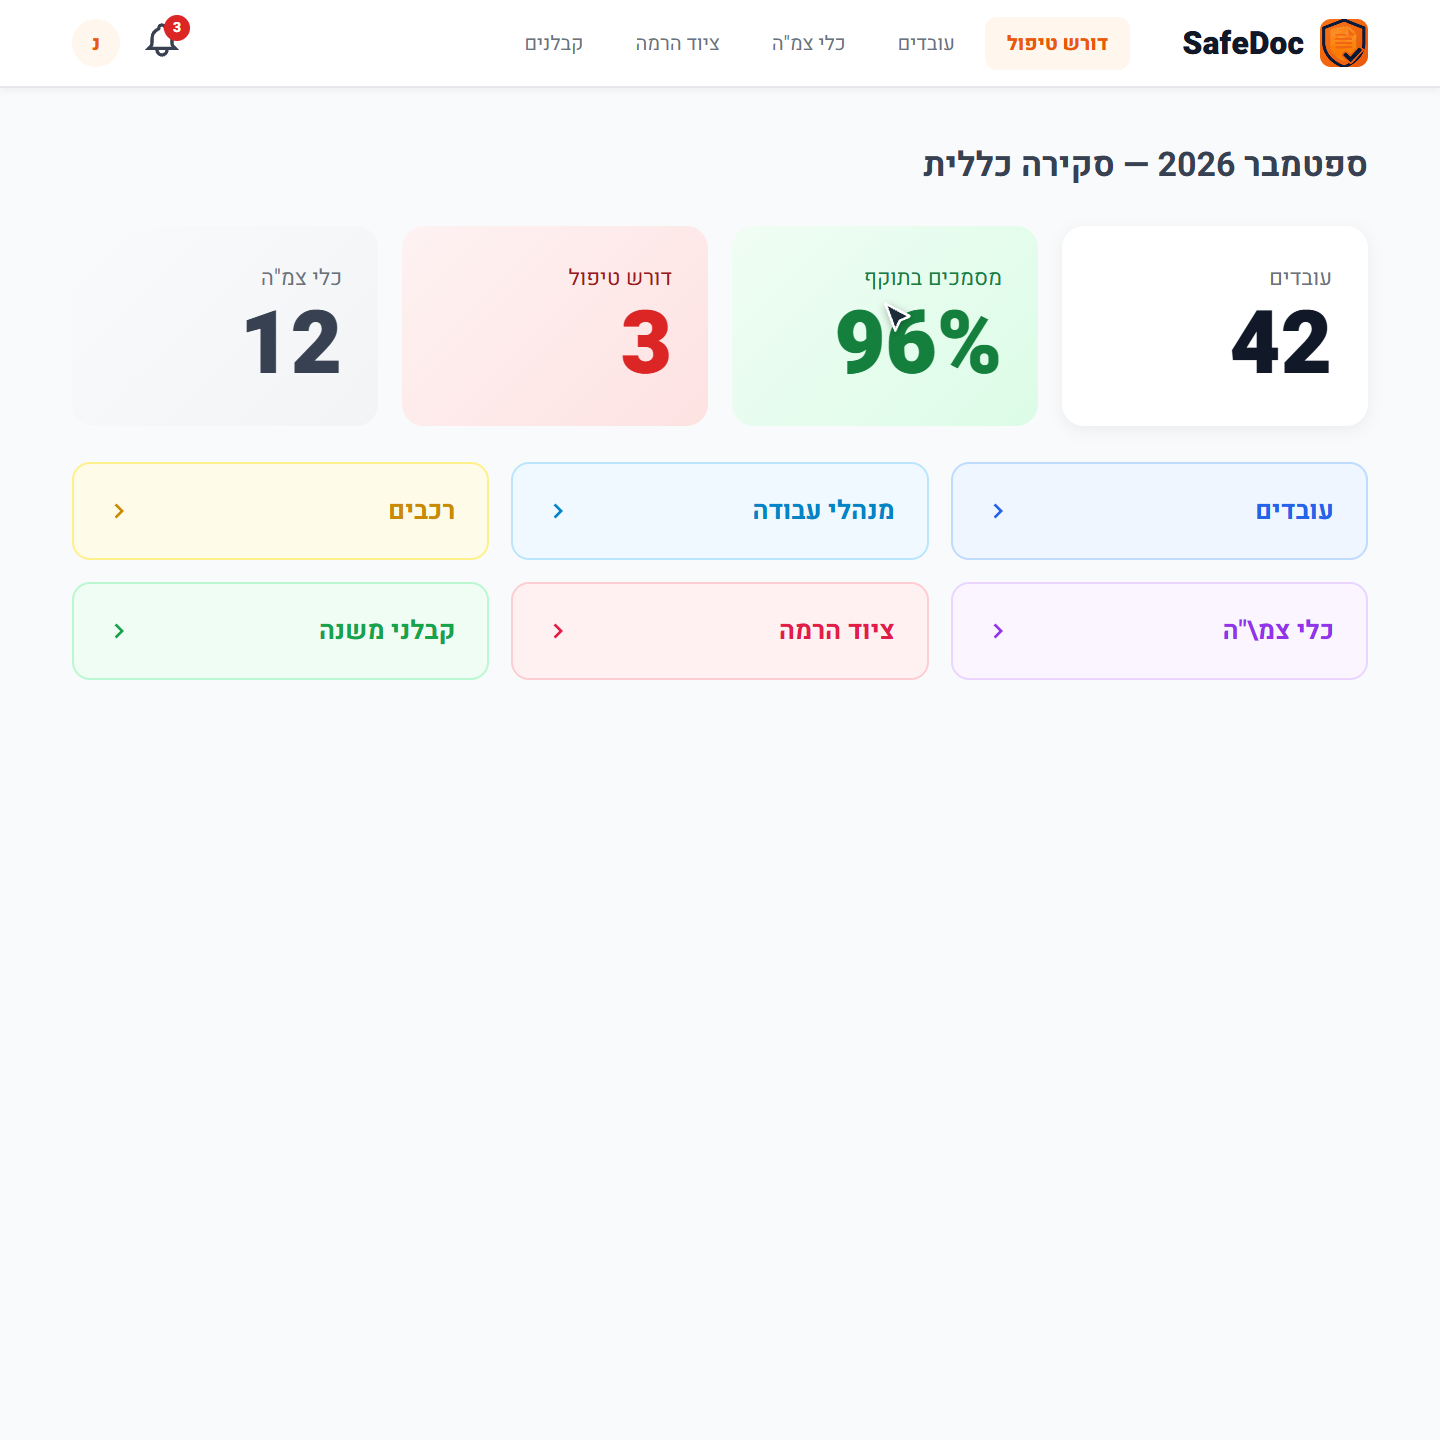 SafeDoc
דורש טיפול
עובדים
כלי צמ"ה
ציוד הרמה
קבלנים
3
נ
ספטמבר 2026 — סקירה כללית
עובדים
42
מסמכים בתוקף
96%
דורש טיפול
3
כלי צמ"ה
12
עובדים
מנהלי עבודה
רכבים
כלי צמ\"ה
ציוד הרמה
קבלני משנה